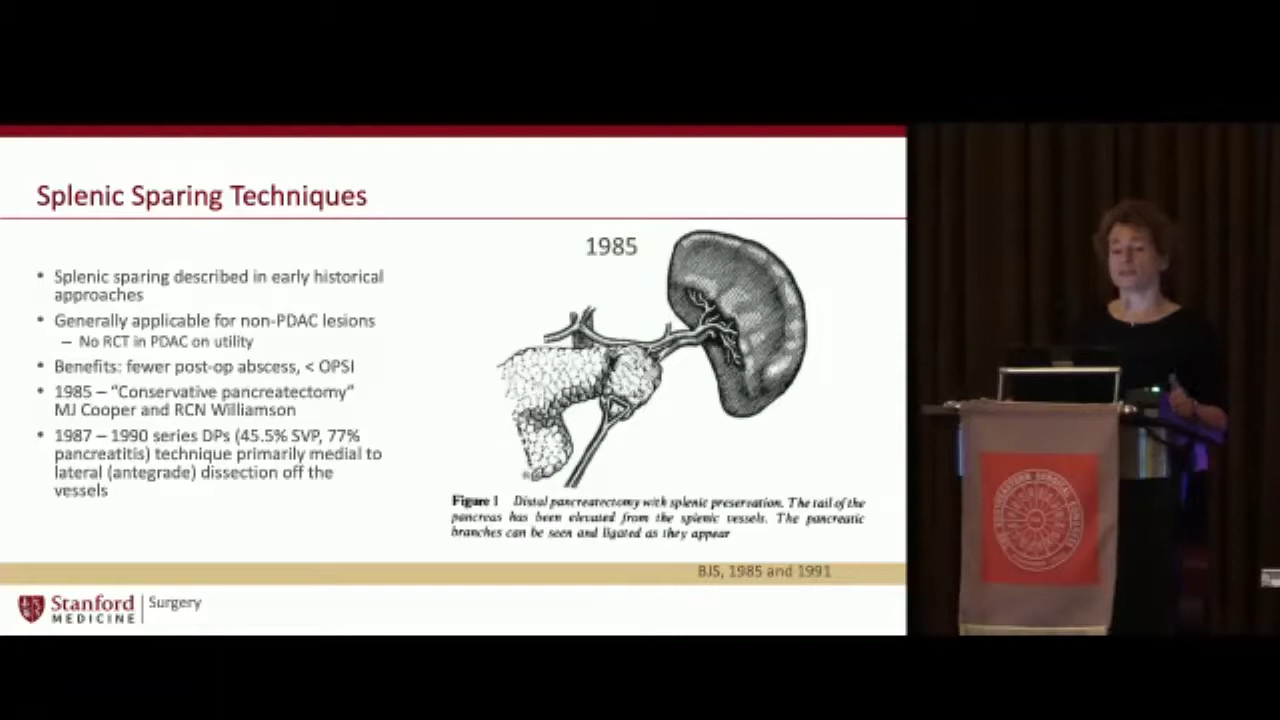 Splenic Sparing Techniques
• Splenic sparing described in early historical
approaches
• Generally applicable for non-PDAC lesions
– No RCT in PDAC on utility
• Benefits: fewer post-op abscess, < OPSI
• 1985 – “Conservative pancreatectomy”
MJ Cooper and RCN Williamson
• 1987 – 1990 series DPs (45.5% SVP, 77%
pancreatitis) technique primarily medial to
lateral (antegrade) dissection off the
vessels
1985
Figure 1 Distal pancreatectomy with splenic preservation. The tail of the
pancreas has been elevated from the splenic vessels. The pancreatic
branches can be seen and ligated as they appear
BJS, 1985 and 1991
Stanford
MEDICINE
Surgery